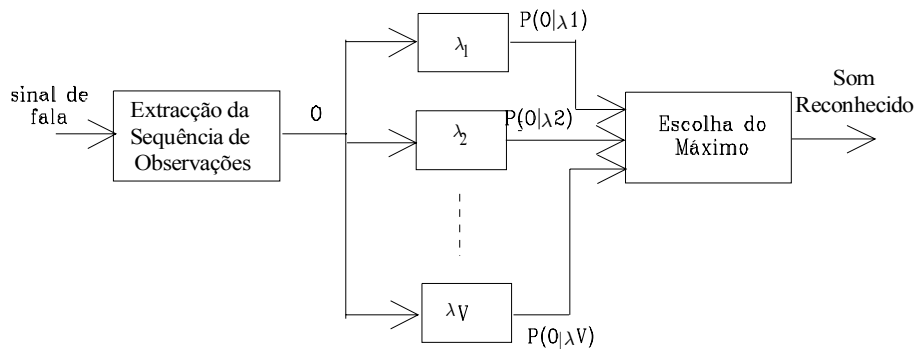 sinal de
fala
Extracção da
Sequência de
Observações
O
λ1
P(O|λ1)
λ2
P(O|λ2)
λV
P(O|λV)
Escolha do
Máximo
Som
Reconhecido